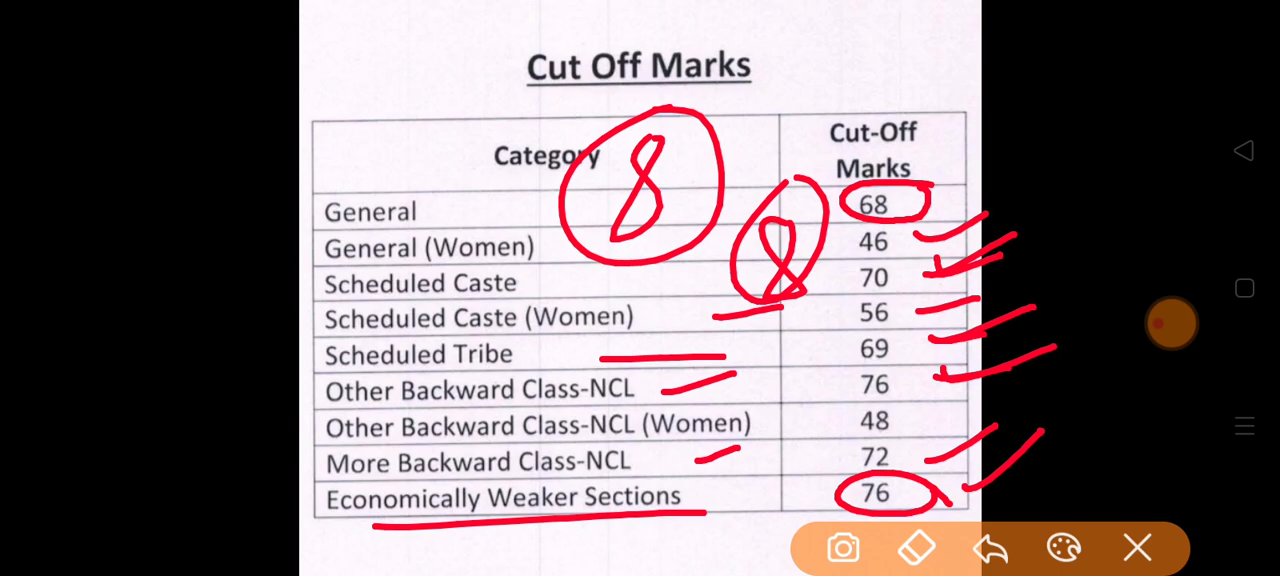 Cut Off Marks
Category Cut-Off Marks
General 68
General (Women) 46
Scheduled Caste 70
Scheduled Caste (Women) 56
Scheduled Tribe 69
Other Backward Class-NCL 76
Other Backward Class-NCL (Women) 48
More Backward Class-NCL 72
Economically Weaker Sections 76
8
8